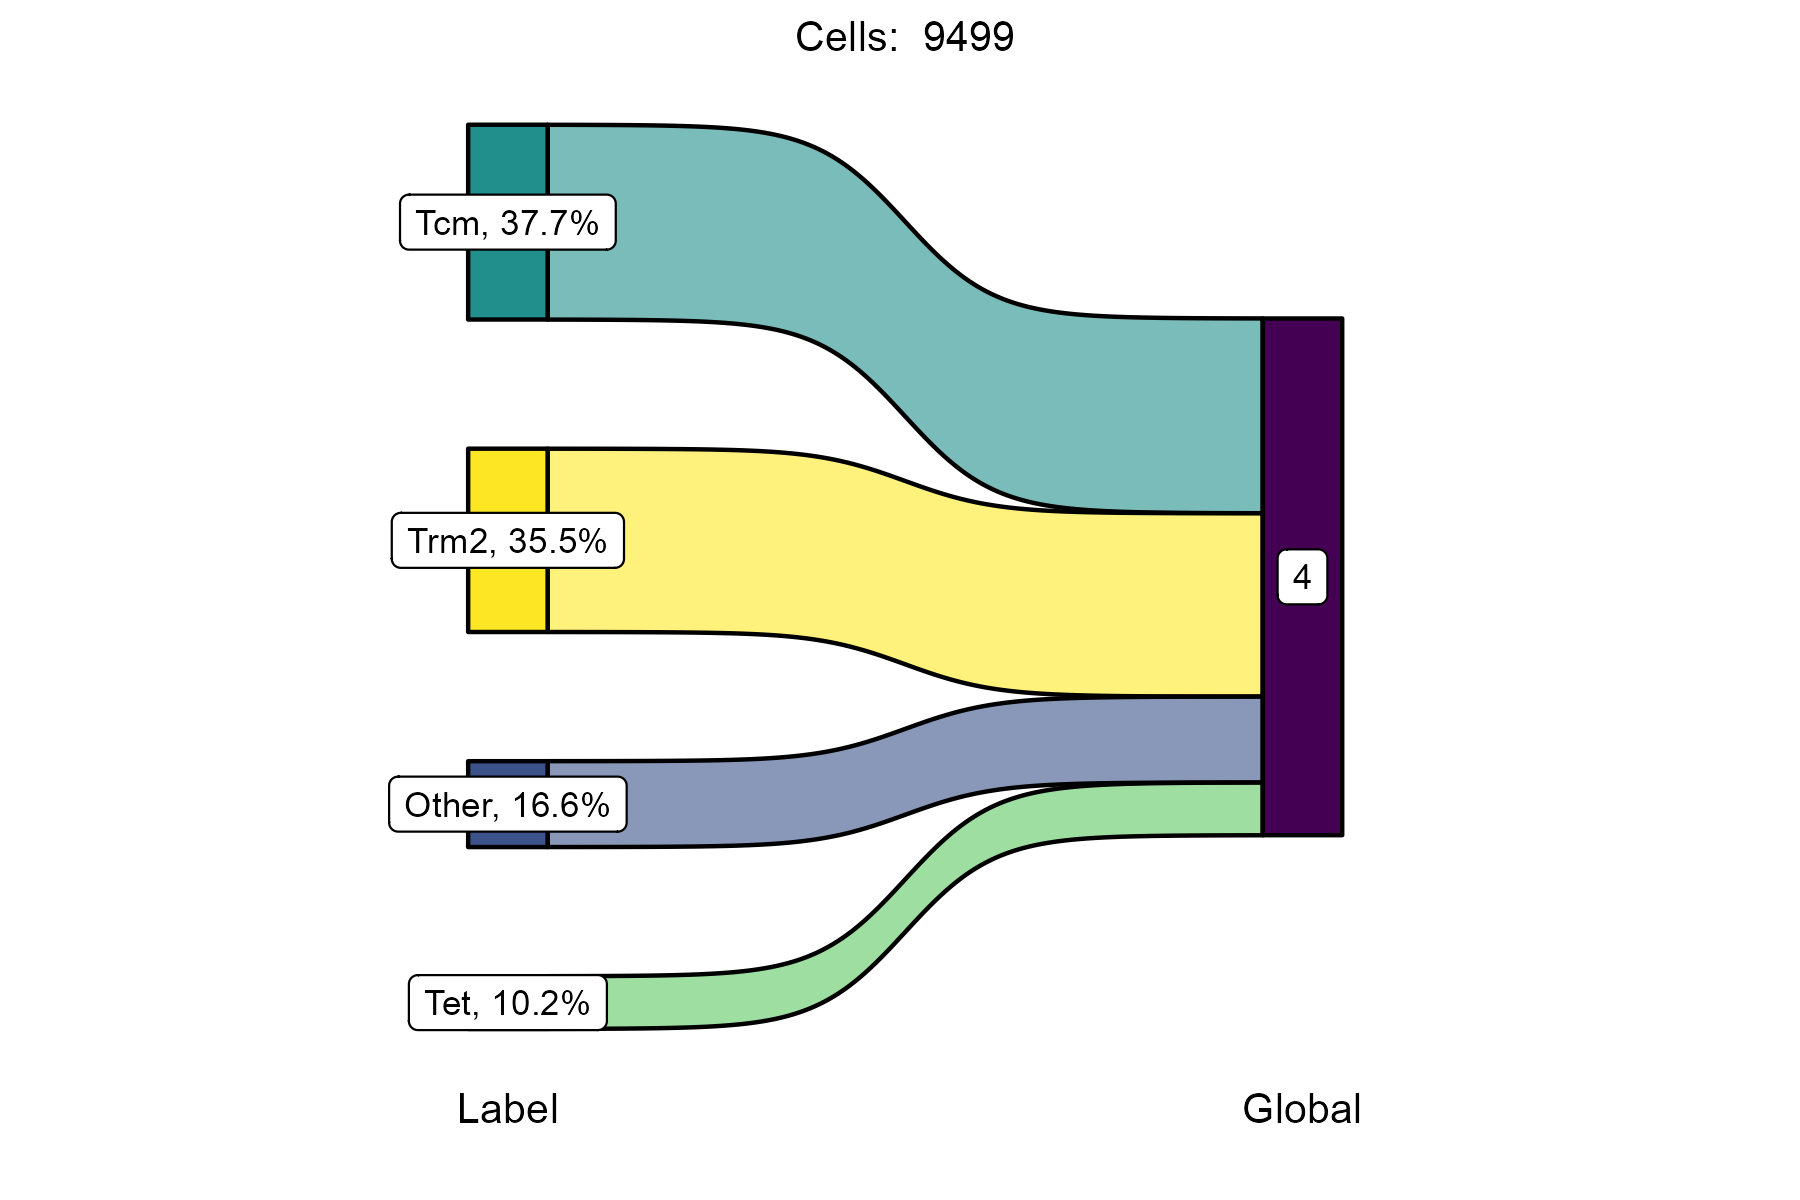 Cells:  9499
Tcm, 37.7%
Trm2, 35.5%
4
Other, 16.6%
Tet, 10.2%
Label
Global